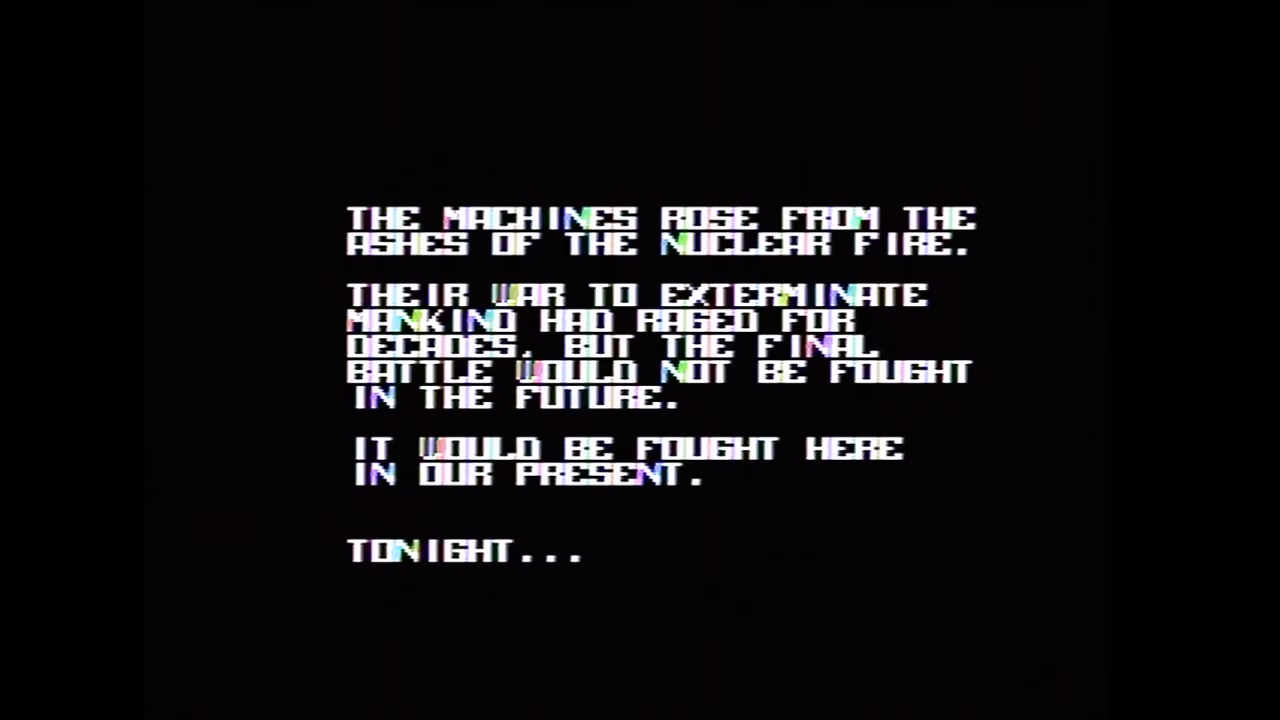 THE MACHINES ROSE FROM THE
ASHES OF THE NUCLEAR FIRE.
THEIR WAR TO EXTERMINATE
MANKIND HAD RAGED FOR
DECADES, BUT THE FINAL
BATTLE WOULD NOT BE FOUGHT
IN THE FUTURE.
IT WOULD BE FOUGHT HERE
IN OUR PRESENT.
TONIGHT...